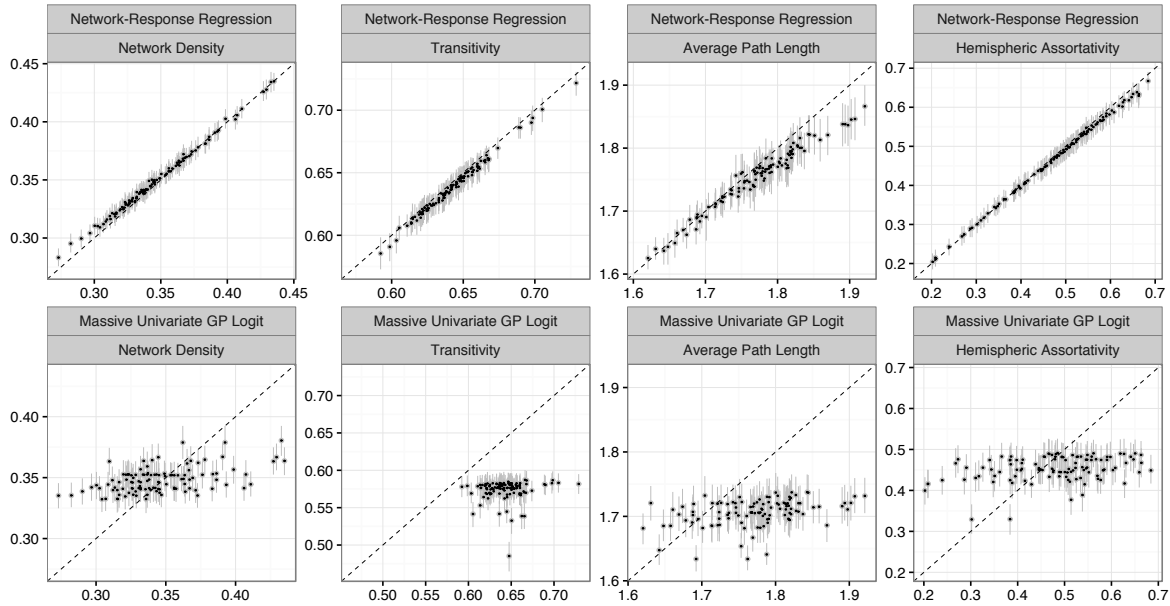 Network-Response Regression
Network Density
0.45
0.40
0.35
0.30
0.30 0.35 0.40 0.45
Network-Response Regression
Transitivity
0.70
0.65
0.60
0.60 0.65 0.70
Network-Response Regression
Average Path Length
1.9
1.8
1.7
1.6
1.6 1.7 1.8 1.9
Network-Response Regression
Hemispheric Assortativity
0.7
0.6
0.5
0.4
0.3
0.2
0.2 0.3 0.4 0.5 0.6 0.7
Massive Univariate GP Logit
Network Density
0.40
0.35
0.30
0.30 0.35 0.40
Massive Univariate GP Logit
Transitivity
0.70
0.65
0.60
0.55
0.50
0.50 0.55 0.60 0.65 0.70
Massive Univariate GP Logit
Average Path Length
1.9
1.8
1.7
1.6
1.6 1.7 1.8 1.9
Massive Univariate GP Logit
Hemispheric Assortativity
0.7
0.6
0.5
0.4
0.3
0.2
0.2 0.3 0.4 0.5 0.6 0.7